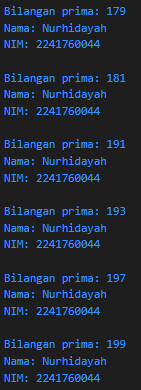 Bilangan prima: 179
Nama: Nurhidayah
NIM: 2241760044
Bilangan prima: 181
Nama: Nurhidayah
NIM: 2241760044
Bilangan prima: 191
Nama: Nurhidayah
NIM: 2241760044
Bilangan prima: 193
Nama: Nurhidayah
NIM: 2241760044
Bilangan prima: 197
Nama: Nurhidayah
NIM: 2241760044
Bilangan prima: 199
Nama: Nurhidayah
NIM: 2241760044